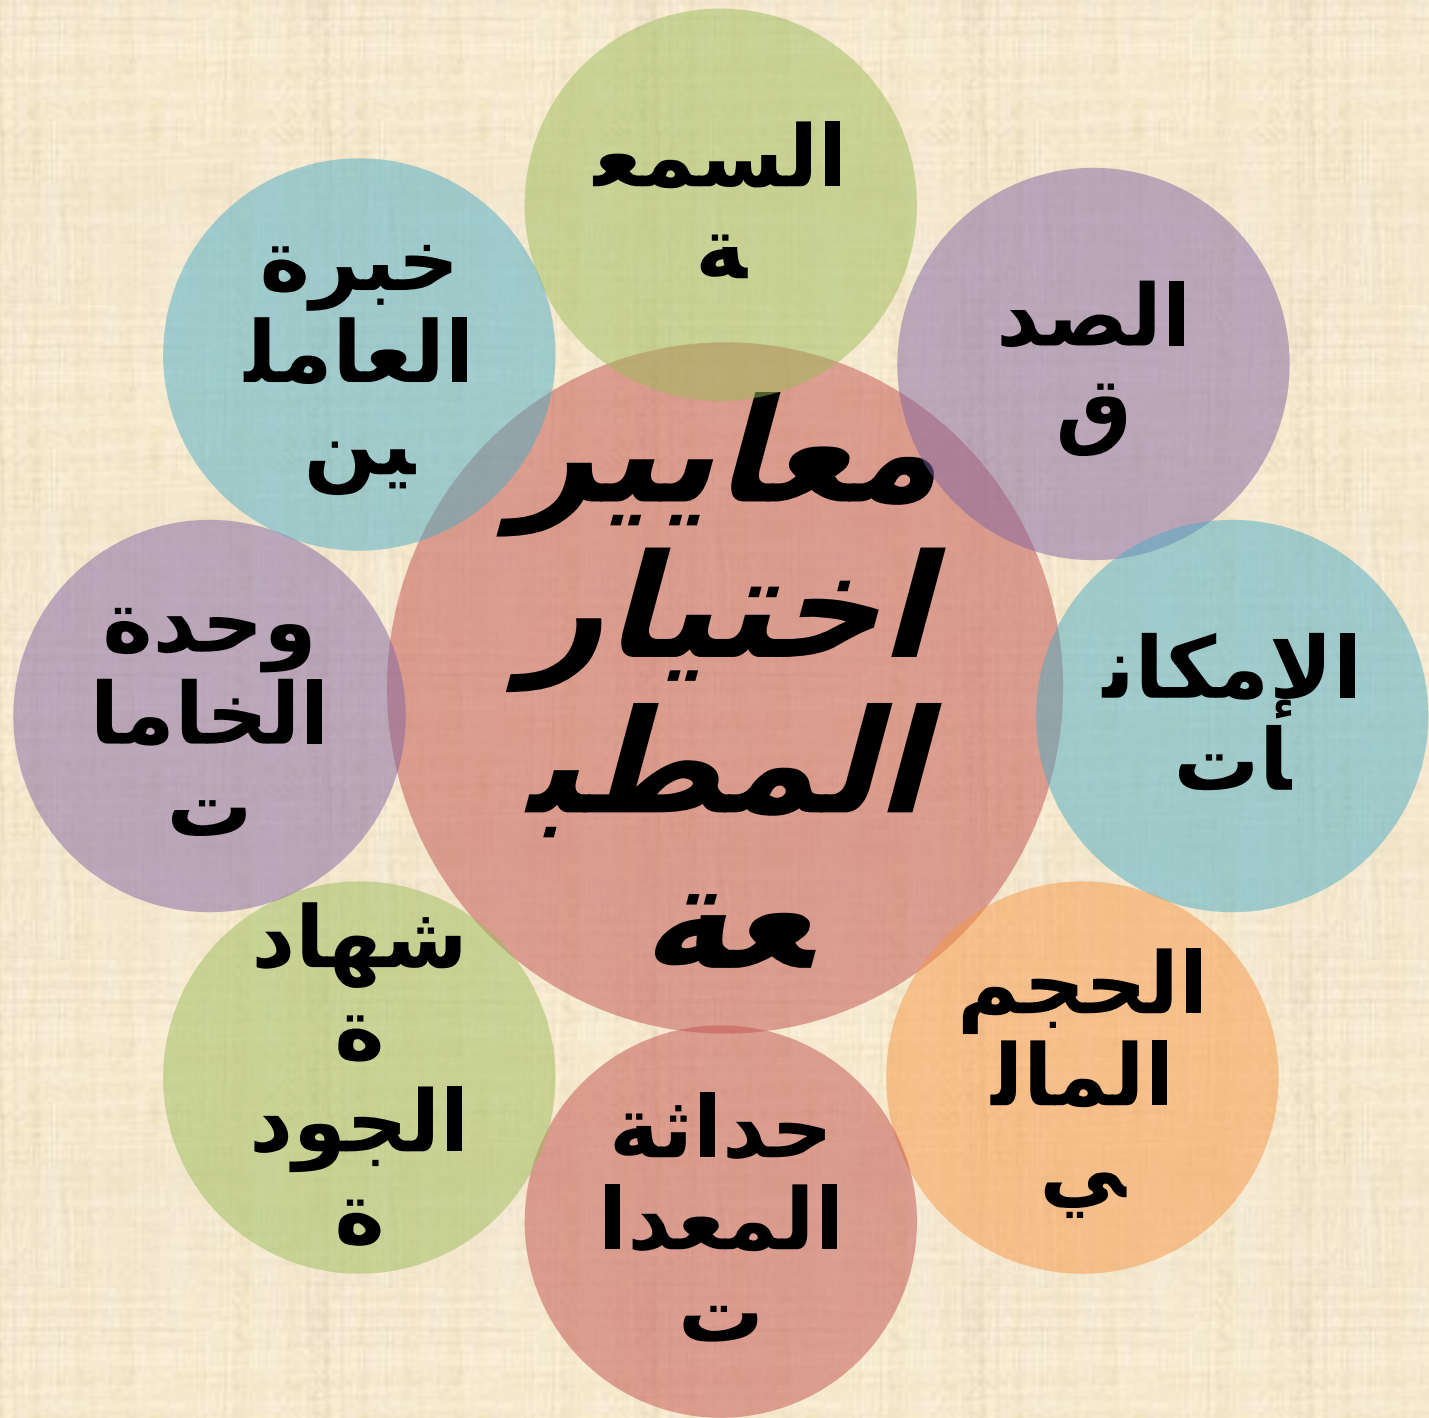 السمع
ة
الصد
ق
الإمكان
ات
الحجم
المال
ي
حداثة
المعدا
ت
شهاد
ة
الجود
ة
وحدة
الخاما
ت
خبرة
العامل
ين
معايير
اختيار
المطب
عة